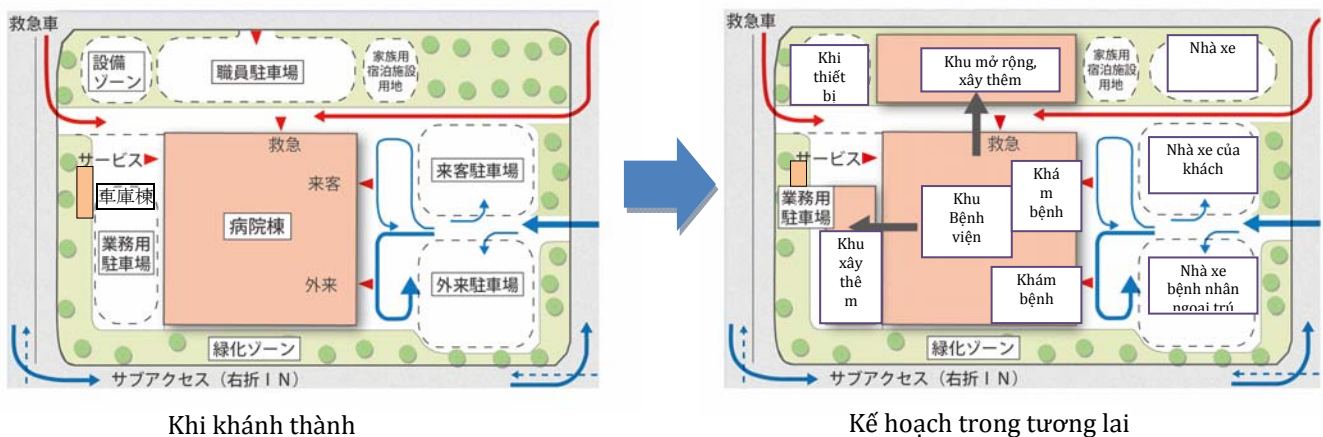 救急車
設備
ゾーン
職員駐車場
家族用
宿泊施設
用地
救急
サービス
来客
来客駐車場
車庫棟
病院棟
業務用
駐車場
外来
外来駐車場
緑化ゾーン
サブアクセス（右折ＩＮ）
Khi khánh thành
救急車
Khi
thiết
bị
Khu mở rộng,
xây thêm
家族用
宿泊施設
用地
Nhà xe
救急
サービス
Khá
m
bệnh
Nhà xe của
khách
業務用
駐車場
Khu
Bệnh
viện
Khu
xây
thê
m
Khám
bệnh
Nhà xe
bệnh nhân
ngoại trú
緑化ゾーン
サブアクセス（右折ＩＮ）
Kế hoạch trong tương lai